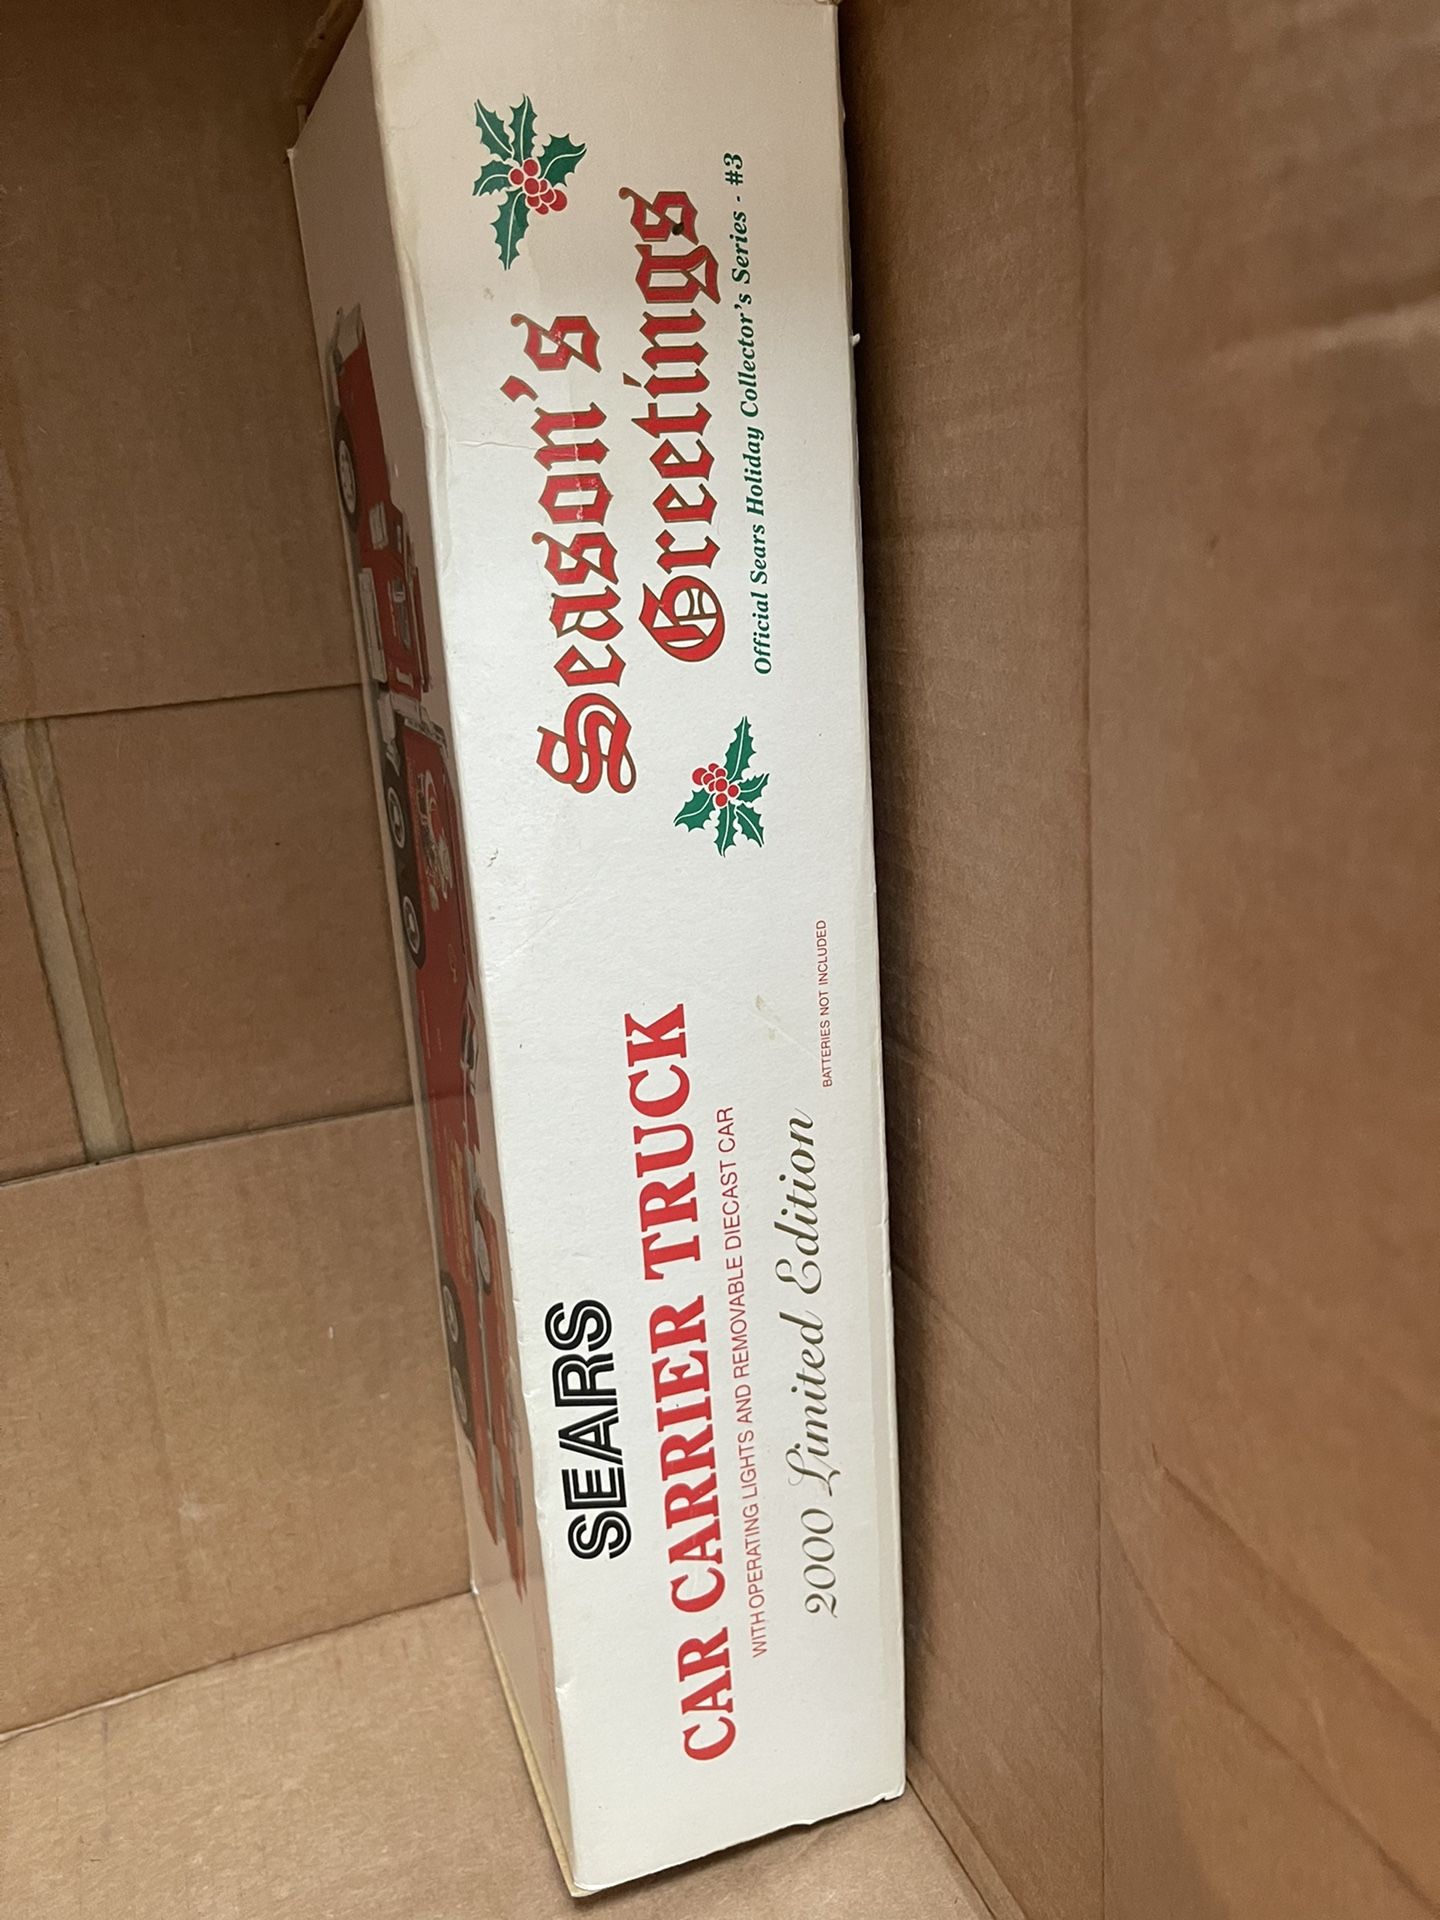 SEARS
CAR CARRIER TRUCK
WITH OPERATING LIGHTS AND REMOVABLE DIECAST CAR
2000 Limited Edition
BATTERIES NOT INCLUDED
Season's
Greetings
Official Sears Holiday Collector's Series - #3